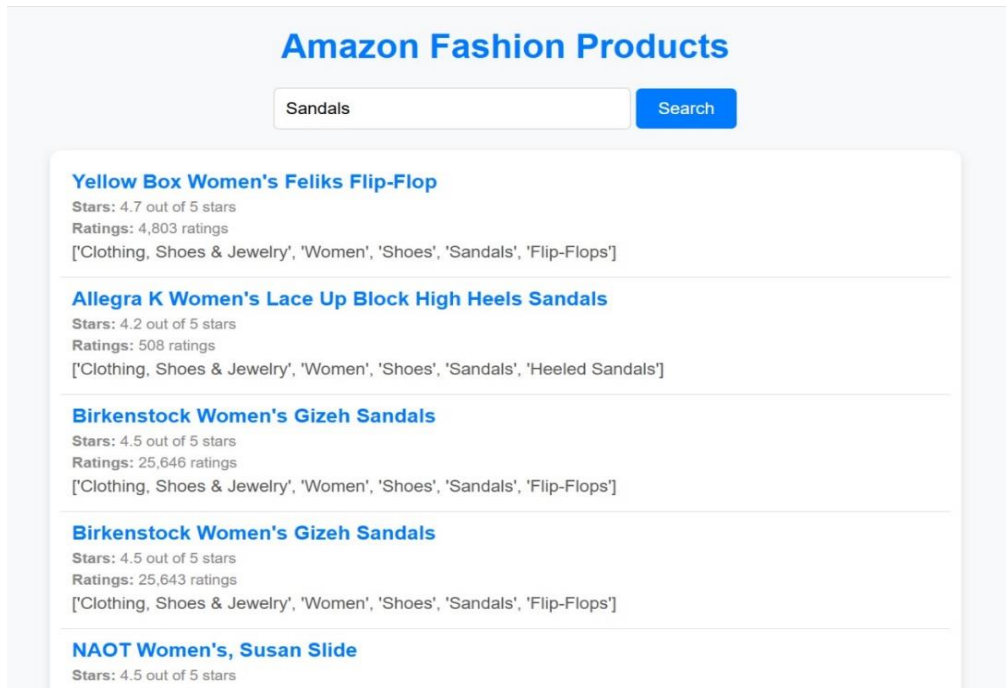 Amazon Fashion Products
Sandals
Search
Yellow Box Women's Feliks Flip-Flop
Stars: 4.7 out of 5 stars
Ratings: 4,803 ratings
['Clothing, Shoes & Jewelry', 'Women', 'Shoes', 'Sandals', 'Flip-Flops']
Allegra K Women's Lace Up Block High Heels Sandals
Stars: 4.2 out of 5 stars
Ratings: 508 ratings
['Clothing, Shoes & Jewelry', 'Women', 'Shoes', 'Sandals', 'Heeled Sandals']
Birkenstock Women's Gizeh Sandals
Stars: 4.5 out of 5 stars
Ratings: 25,646 ratings
['Clothing, Shoes & Jewelry', 'Women', 'Shoes', 'Sandals', 'Flip-Flops']
Birkenstock Women's Gizeh Sandals
Stars: 4.5 out of 5 stars
Ratings: 25,643 ratings
['Clothing, Shoes & Jewelry', 'Women', 'Shoes', 'Sandals', 'Flip-Flops']
NAOT Women's, Susan Slide
Stars: 4.5 out of 5 stars